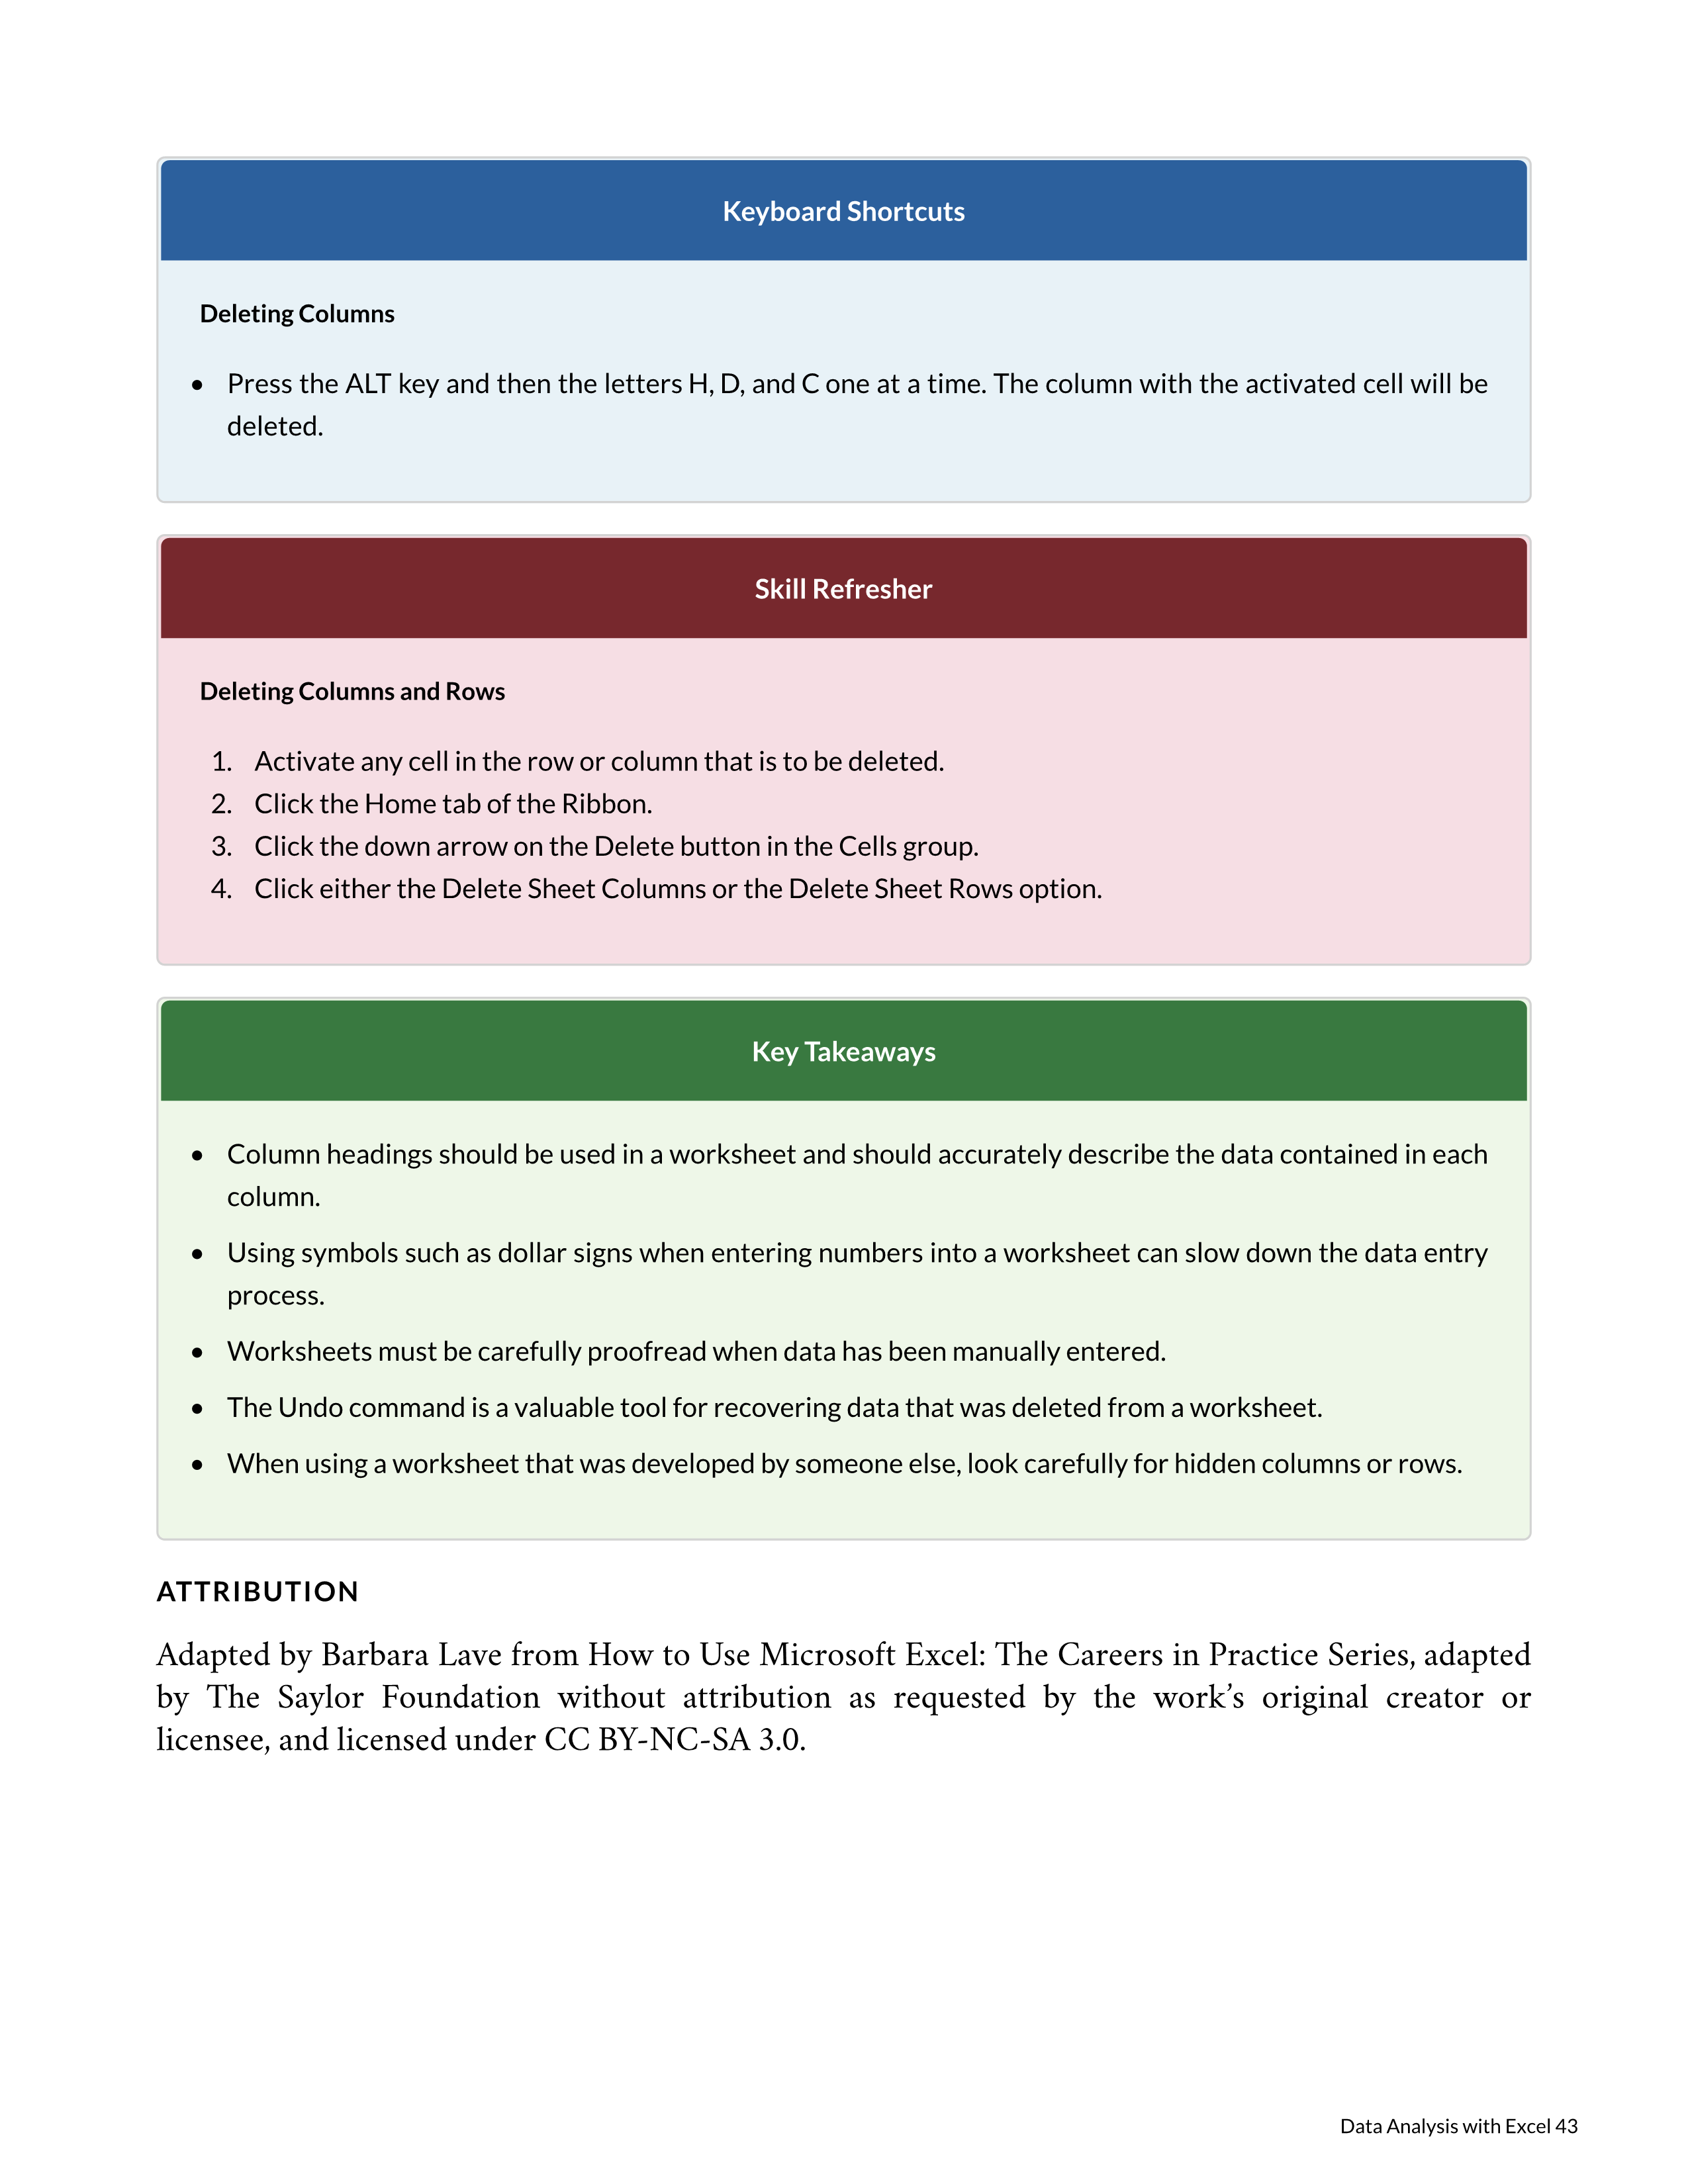 Keyboard Shortcuts
Deleting Columns
• Press the ALT key and then the letters H, D, and C one at a time. The column with the activated cell will be
deleted.
Skill Refresher
Deleting Columns and Rows
1. Activate any cell in the row or column that is to be deleted.
2. Click the Home tab of the Ribbon.
3. Click the down arrow on the Delete button in the Cells group.
4. Click either the Delete Sheet Columns or the Delete Sheet Rows option.
Key Takeaways
• Column headings should be used in a worksheet and should accurately describe the data contained in each
column.
• Using symbols such as dollar signs when entering numbers into a worksheet can slow down the data entry
process.
• Worksheets must be carefully proofread when data has been manually entered.
• The Undo command is a valuable tool for recovering data that was deleted from a worksheet.
• When using a worksheet that was developed by someone else, look carefully for hidden columns or rows.
ATTRIBUTION
Adapted by Barbara Lave from How to Use Microsoft Excel: The Careers in Practice Series, adapted
by The Saylor Foundation without attribution as requested by the work’s original creator or
licensee, and licensed under CC BY-NC-SA 3.0.
Data Analysis with Excel 43